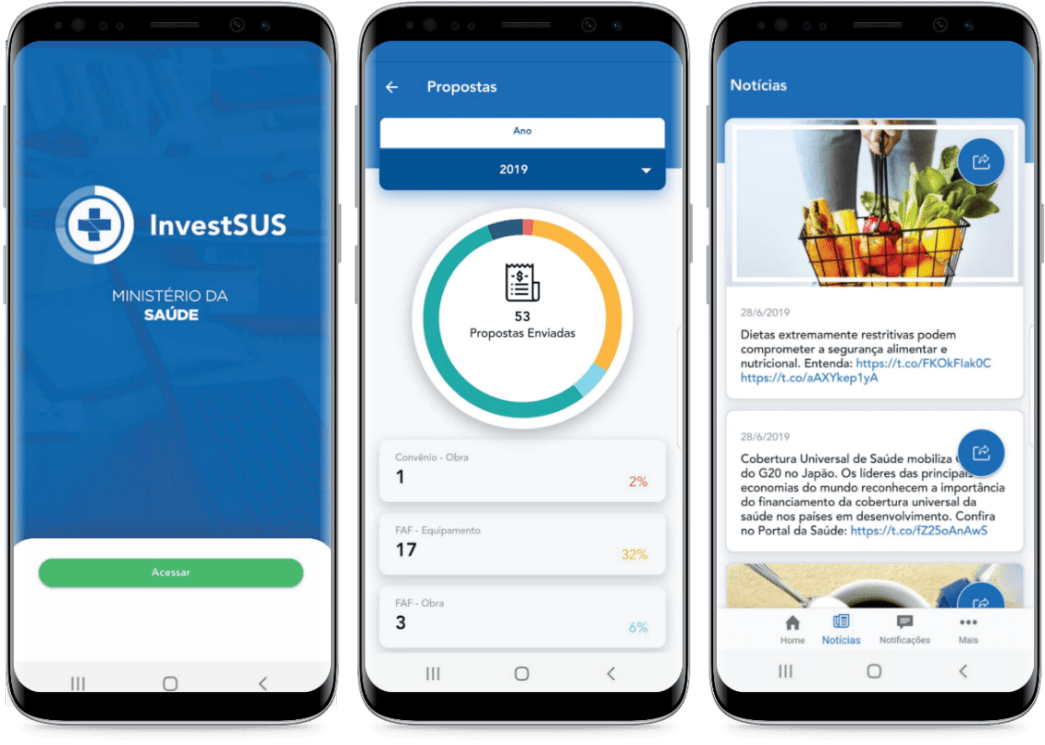 InvestSUS
MINISTÉRIO DA
SAÚDE
Acessar
Propostas
Ano
2019
53
Propostas Enviadas
Convênio - Obra
1
2%
FAF - Equipamento
17
32%
FAF - Obra
3
6%
Notícias
28/6/2019
Dietas extremamente restritivas podem
comprometer a segurança alimentar e
nutricional. Entenda: https://t.co/FKOkFlak0C
https://t.co/aAXYkep1yA
28/6/2019
Cobertura Universal de Saúde mobiliza
do G20 no Japão. Os líderes das principais
economias do mundo reconhecem a importância
do financiamento da cobertura universal da
saúde nos países em desenvolvimento. Confira
no Portal da Saúde: https://t.co/fZ25oAnAwS
Home
Notícias
Notificações
Mais